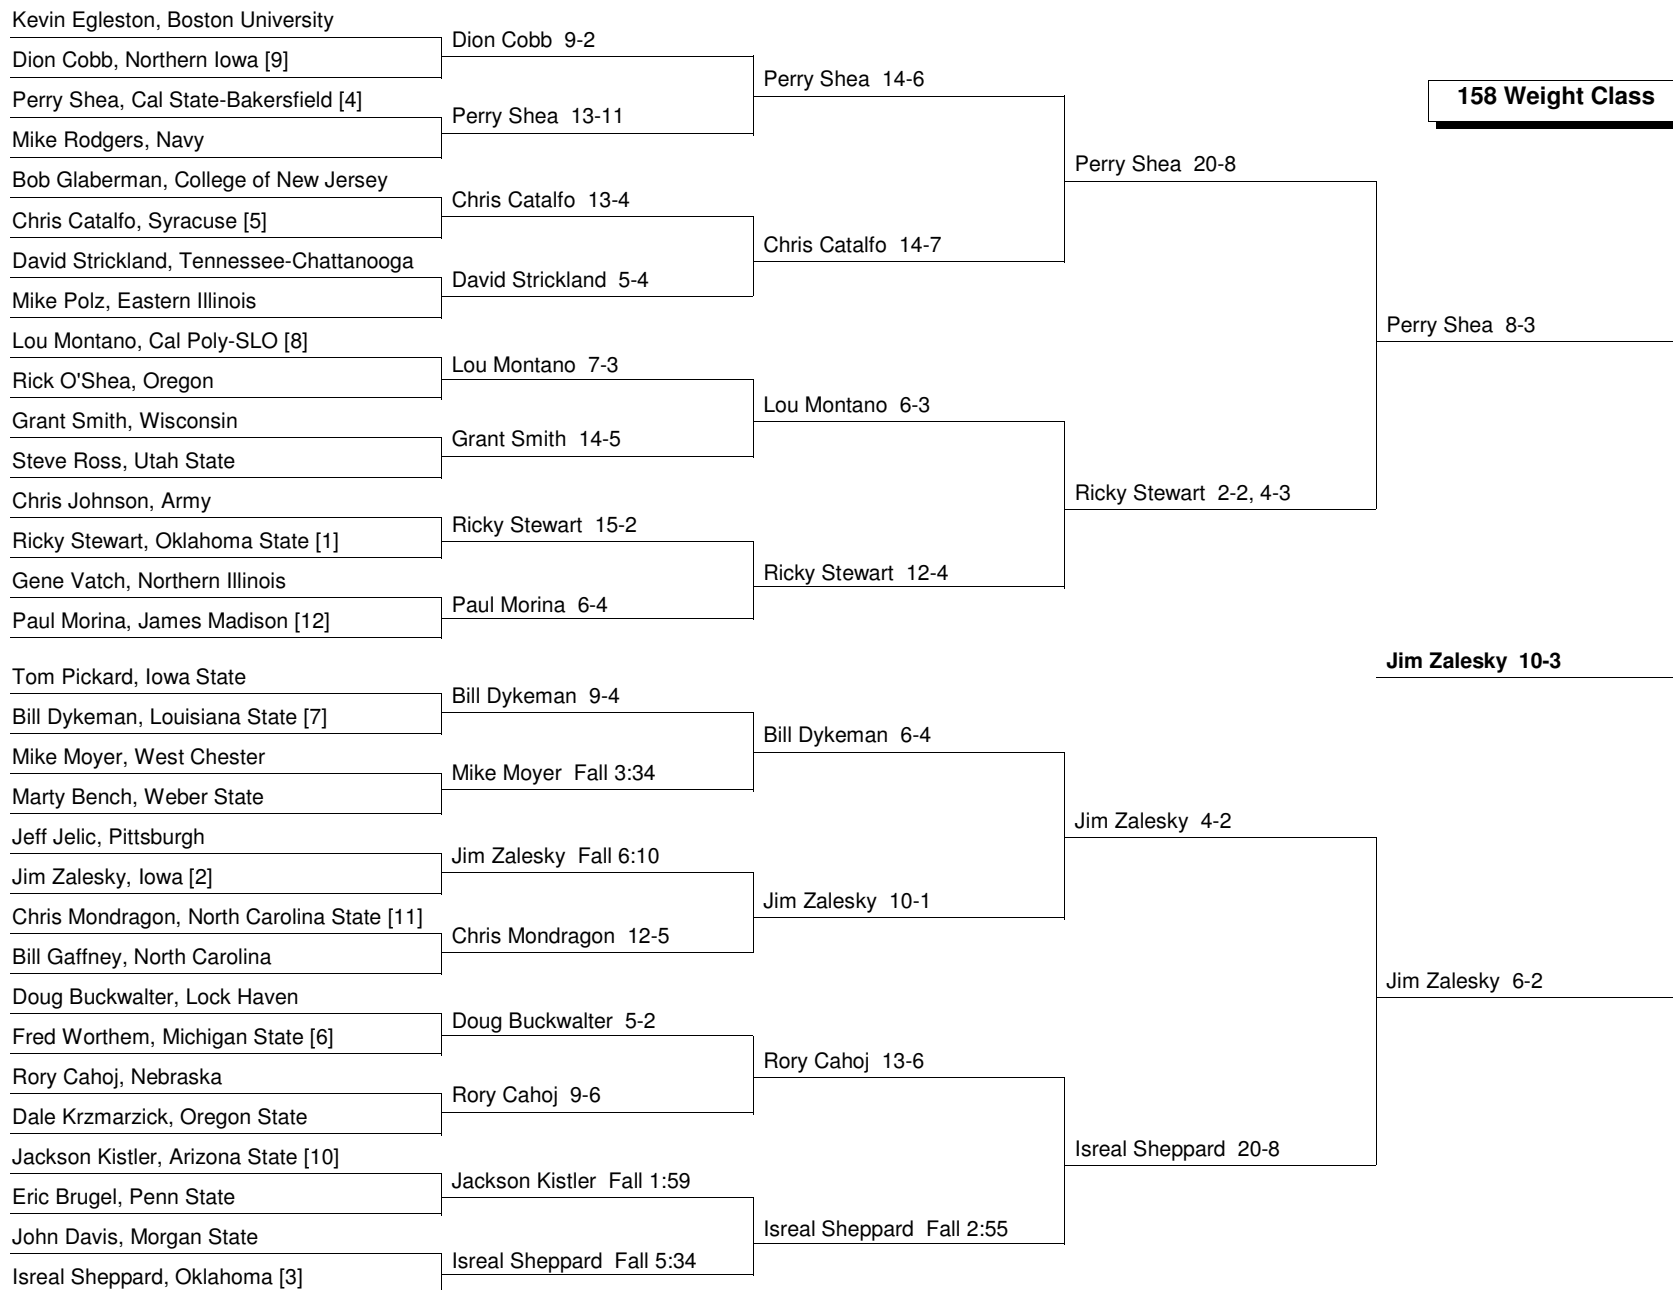 Kevin Egleston, Boston University
Dion Cobb, Northern Iowa [9]
Perry Shea, Cal State-Bakersfield [4]
Mike Rodgers, Navy
Bob Glaberman, College of New Jersey
Chris Catalfo, Syracuse [5]
David Strickland, Tennessee-Chattanooga
Mike Polz, Eastern Illinois
Lou Montano, Cal Poly-SLO [8]
Rick O'Shea, Oregon
Grant Smith, Wisconsin
Steve Ross, Utah State
Chris Johnson, Army
Ricky Stewart, Oklahoma State [1]
Gene Vatch, Northern Illinois
Paul Morina, James Madison [12]
Tom Pickard, Iowa State
Bill Dykeman, Louisiana State [7]
Mike Moyer, West Chester
Marty Bench, Weber State
Jeff Jelic, Pittsburgh
Jim Zalesky, Iowa [2]
Chris Mondragon, North Carolina State [11]
Bill Gaffney, North Carolina
Doug Buckwalter, Lock Haven
Fred Worthem, Michigan State [6]
Rory Cahoj, Nebraska
Dale Krzmarzick, Oregon State
Jackson Kistler, Arizona State [10]
Eric Brugel, Penn State
John Davis, Morgan State
Isreal Sheppard, Oklahoma [3]
Dion Cobb 9-2
Perry Shea 13-11
Chris Catalfo 13-4
David Strickland 5-4
Lou Montano 7-3
Grant Smith 14-5
Ricky Stewart 15-2
Paul Morina 6-4
Bill Dykeman 9-4
Mike Moyer Fall 3:34
Jim Zalesky Fall 6:10
Chris Mondragon 12-5
Doug Buckwalter 5-2
Rory Cahoj 9-6
Jackson Kistler Fall 1:59
Isreal Sheppard Fall 5:34
Perry Shea 14-6
Chris Catalfo 14-7
Lou Montano 6-3
Ricky Stewart 12-4
Bill Dykeman 6-4
Jim Zalesky 10-1
Rory Cahoj 13-6
Isreal Sheppard Fall 2:55
Perry Shea 20-8
Ricky Stewart 2-2, 4-3
Jim Zalesky 4-2
Isreal Sheppard 20-8
158 Weight Class
Perry Shea 8-3
Jim Zalesky 10-3
Jim Zalesky 6-2